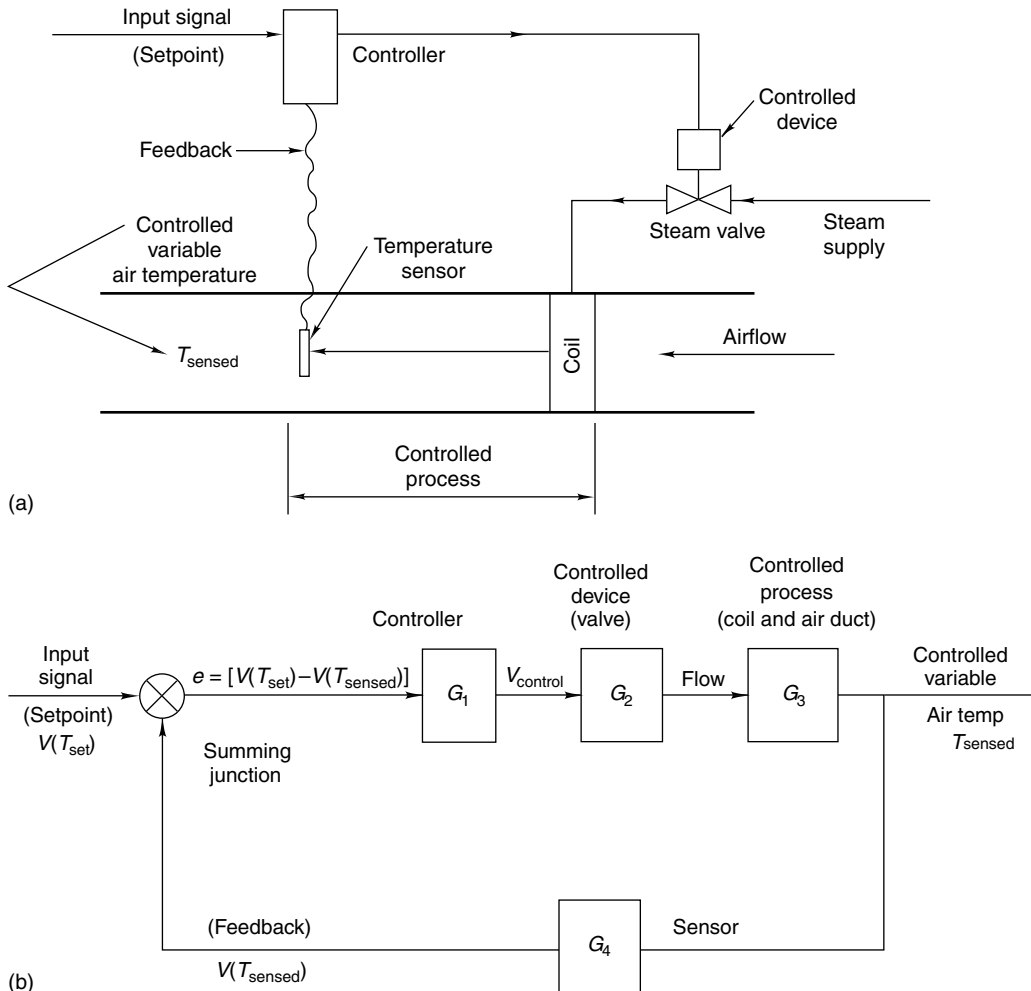 Input signal
(Setpoint)
Controller
Controlled
device
Feedback
Controlled
variable
air temperature
Temperature
sensor
Steam valve
Steam
supply
T_sensed
Coil
Airflow
Controlled
process
(a)
Controlled
device
(valve)
Controlled
process
(coil and air duct)
Controller
Input
signal
(Setpoint)
V(T_set)
e = [V(T_set)−V(T_sensed)]
Summing
junction
G_1
V_control
G_2
Flow
G_3
Controlled
variable
Air temp
T_sensed
(Feedback)
V(T_sensed)
G_4
Sensor
(b)